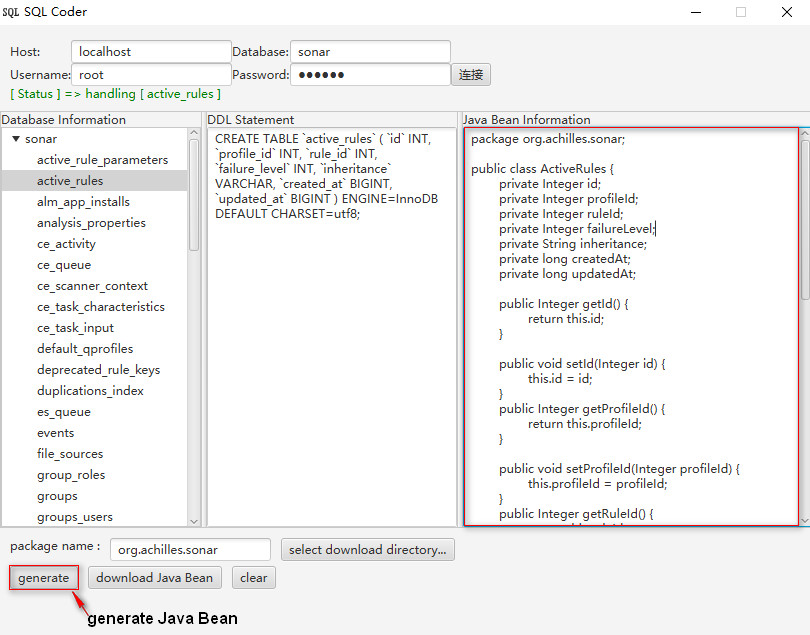 SQL SQL Coder
Host: localhost Database: sonar
Username: root Password: ●●●●●● 连接
[ Status ] => handling [ active_rules ]
Database Information
sonar
active_rule_parameters
active_rules
alm_app_installs
analysis_properties
ce_activity
ce_queue
ce_scanner_context
ce_task_characteristics
ce_task_input
default_qprofiles
deprecated_rule_keys
duplications_index
es_queue
events
file_sources
group_roles
groups
groups_users
DDL Statement
CREATE TABLE `active_rules` ( `id` INT,
`profile_id` INT, `rule_id` INT,
`failure_level` INT, `inheritance`
VARCHAR, `created_at` BIGINT,
`updated_at` BIGINT ) ENGINE=InnoDB
DEFAULT CHARSET=utf8;
Java Bean Information
package org.achilles.sonar;
public class ActiveRules {
private Integer id;
private Integer profileId;
private Integer ruleId;
private Integer failureLevel;
private String inheritance;
private long createdAt;
private long updatedAt;
public Integer getId() {
return this.id;
}
public void setId(Integer id) {
this.id = id;
}
public Integer getProfileId() {
return this.profileId;
}
public void setProfileId(Integer profileId) {
this.profileId = profileId;
}
public Integer getRuleId() {
package name : org.achilles.sonar select download directory...
generate download Java Bean clear
generate Java Bean